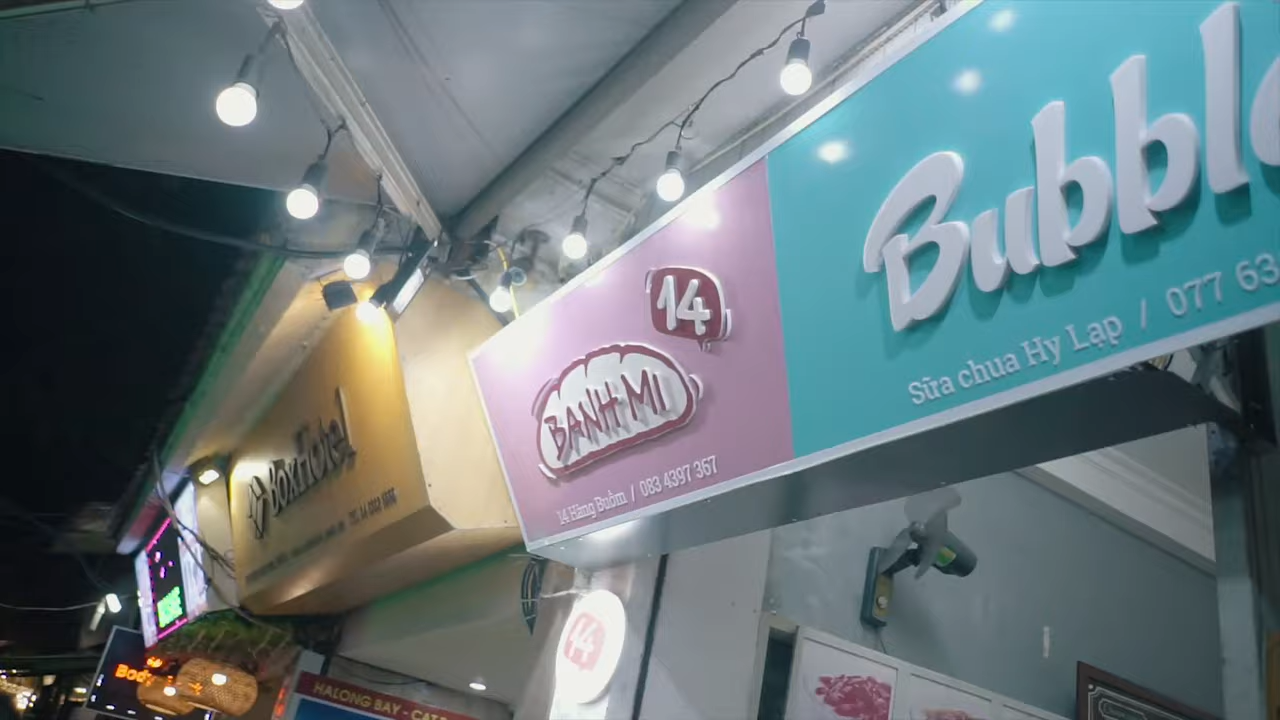 Bubbl
Sữa chua Hy Lạp / 077 63
14
BANH MI
14 Hàng Buồm / 083 4397 367
BoxHotel
14
Body
HALONG BAY - CAT